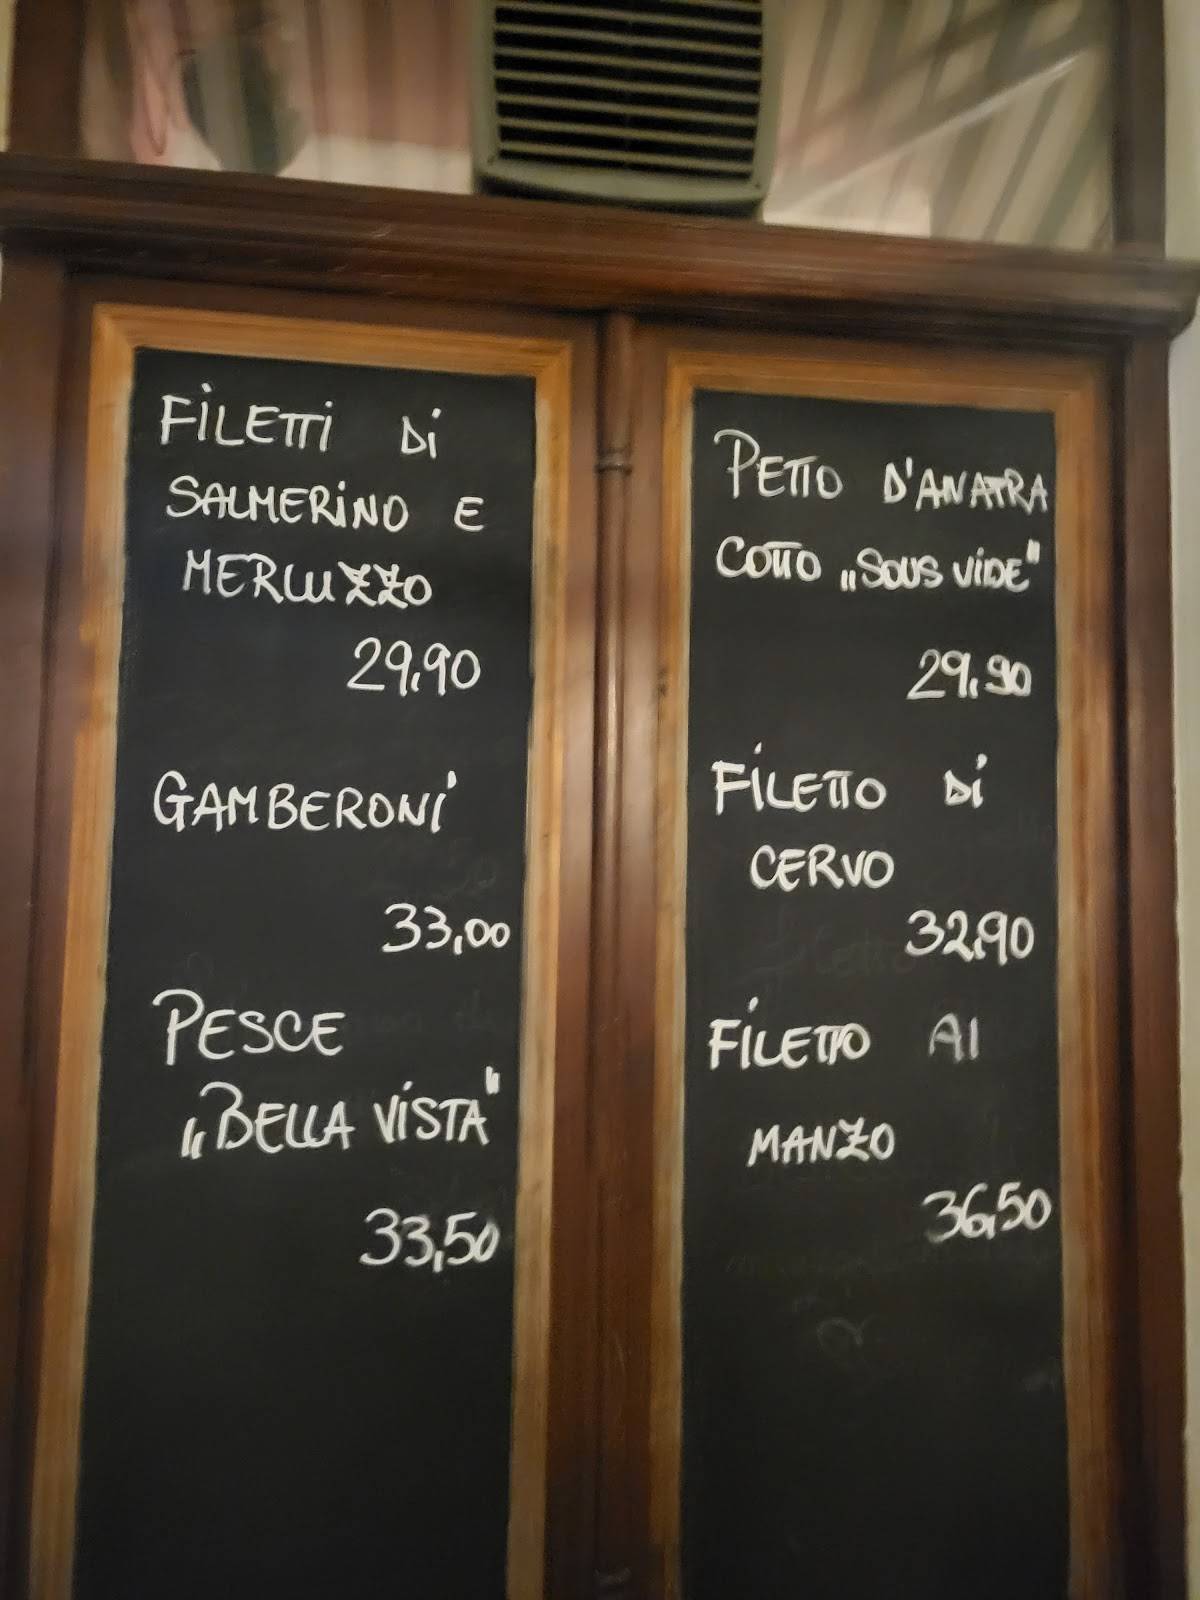 FILETTI Di
SALMERINO E
MERLUZZO
29,90
GAMBERONI
33,00
PESCE
„BELLA VISTA"
33,50
PETTO D'ANATRA
COTTO „SOUS VIDE"
29,90
FILETTO Di
CERVO
32,90
FILETTO AI
MANZO
36,50